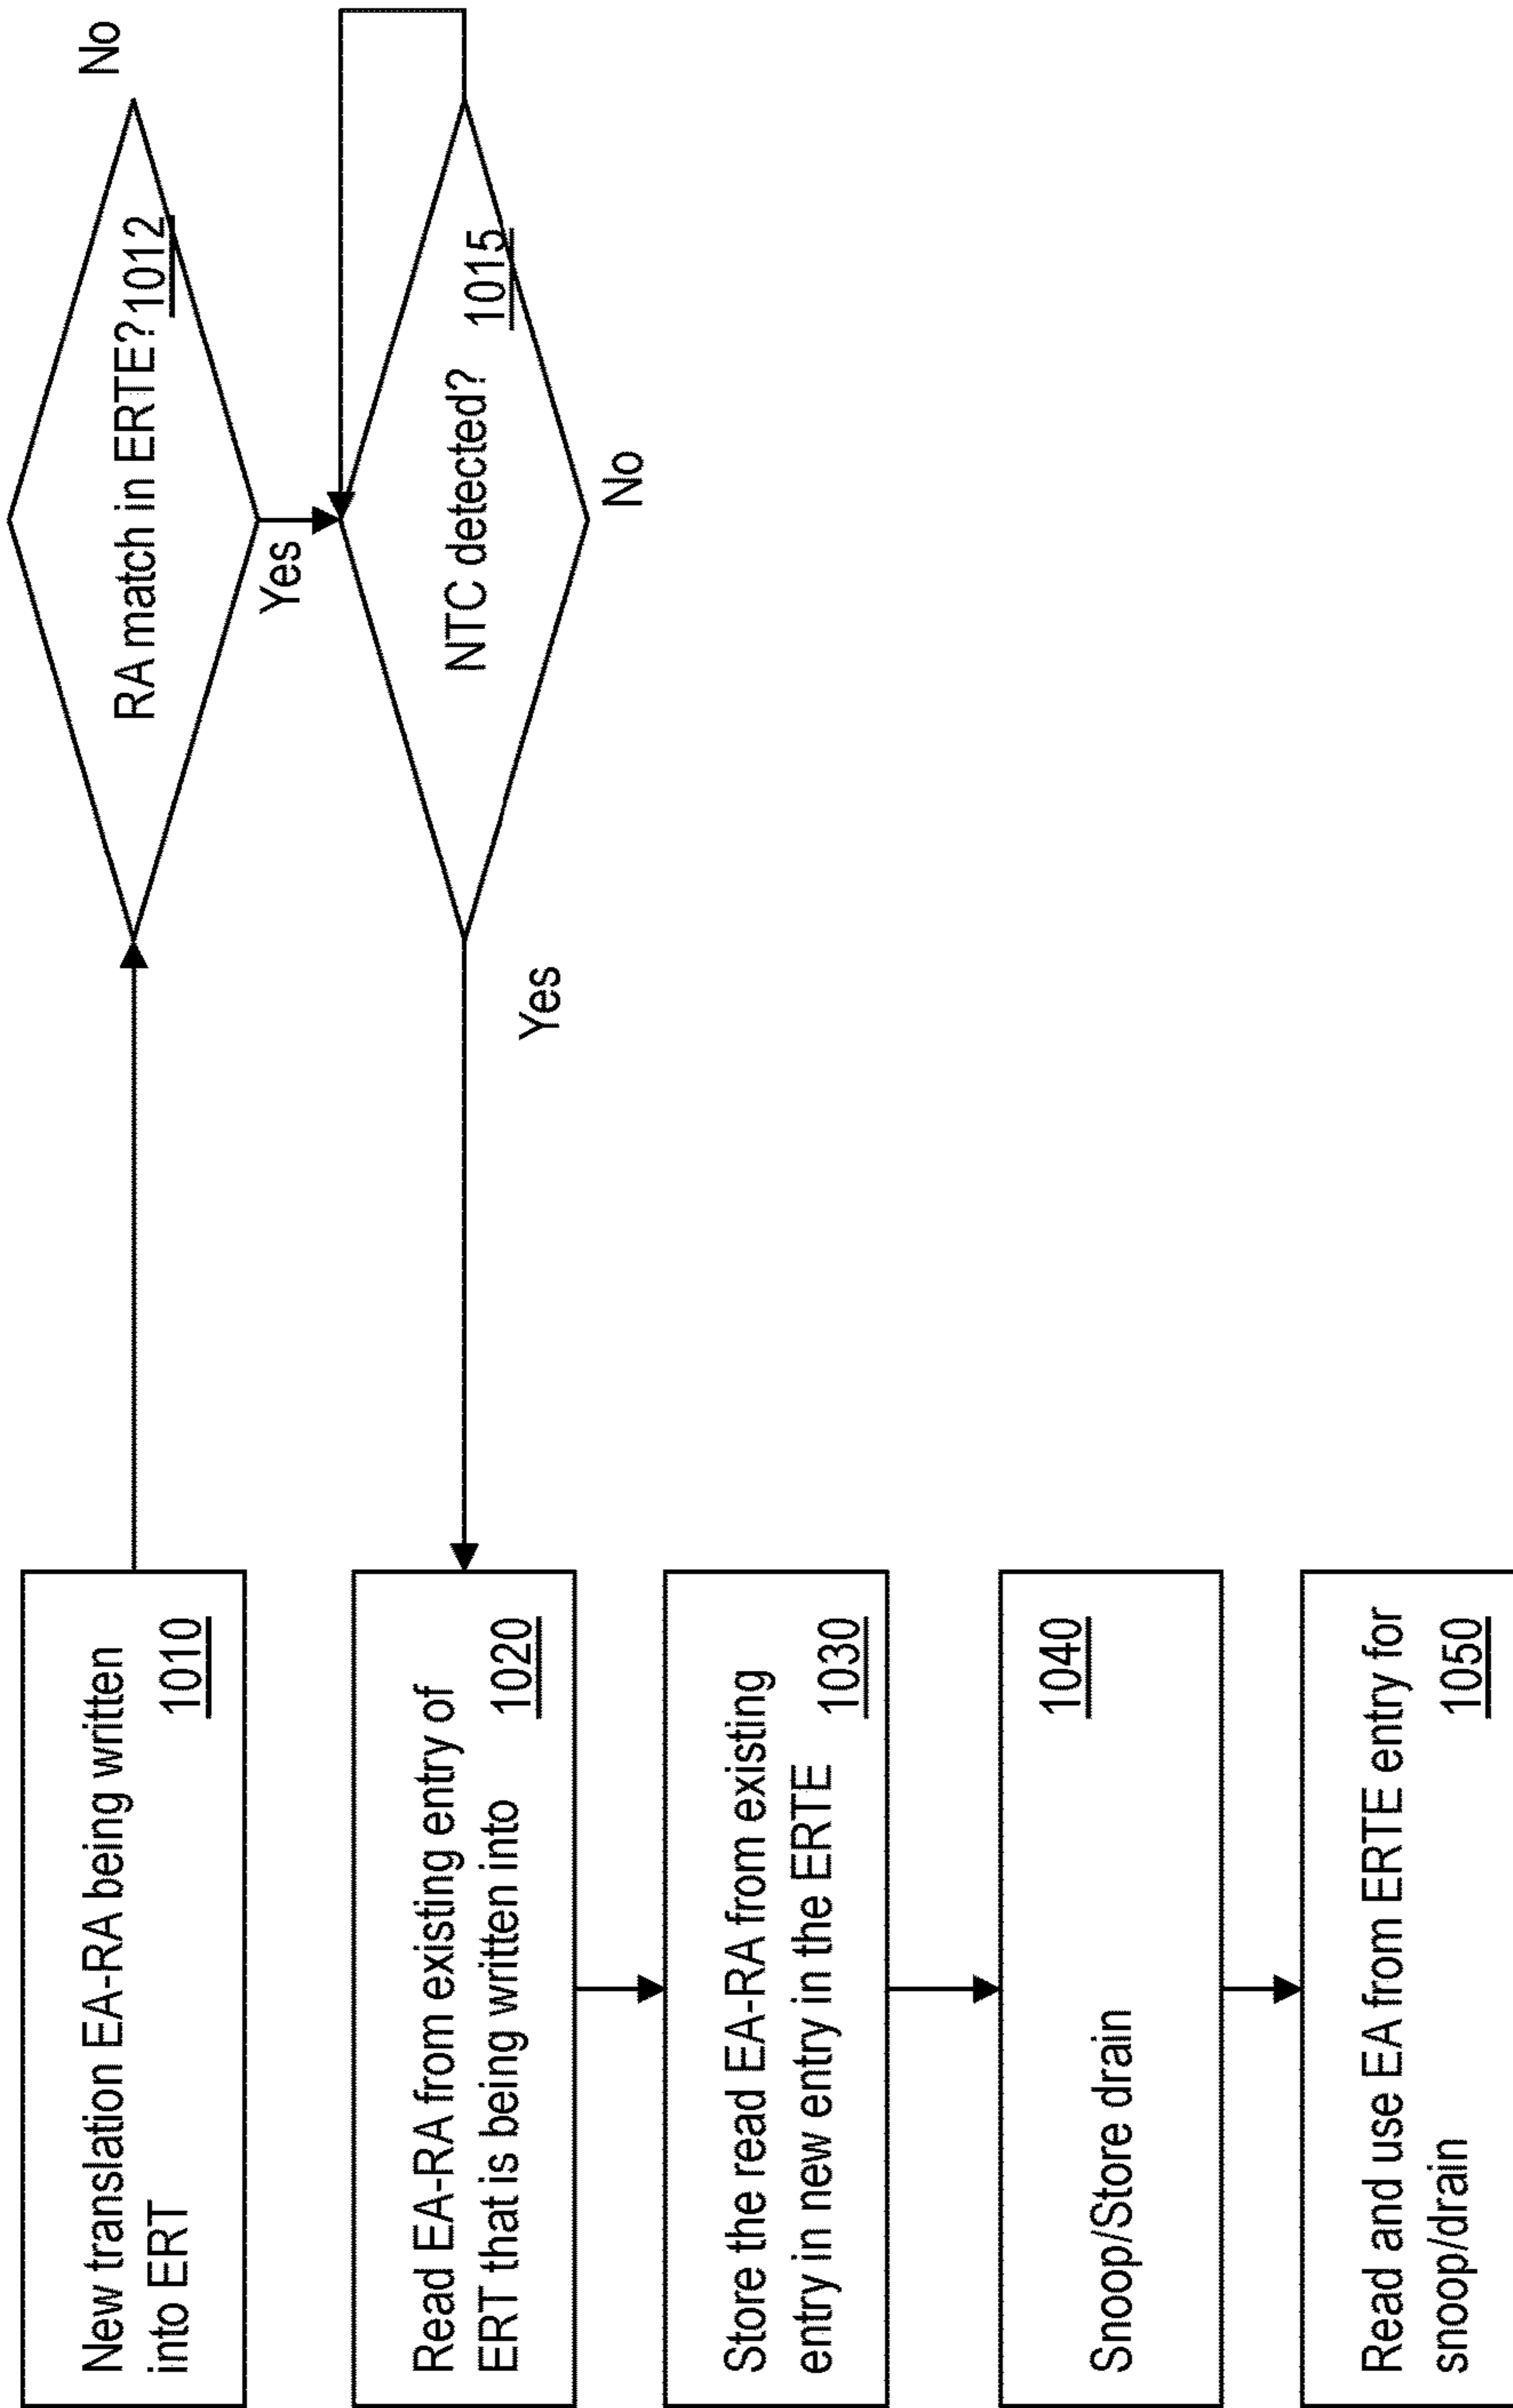 New translation EA-RA being written
into ERT
1010
RA match in ERTE?
1012
No
Yes
NTC detected?
1015
No
Yes
Read EA-RA from existing entry of
ERT that is being written into
1020
Store the read EA-RA from existing
entry in new entry in the ERTE
1030
Snoop/Store drain
1040
Read and use EA from ERTE entry for
snoop/drain
1050